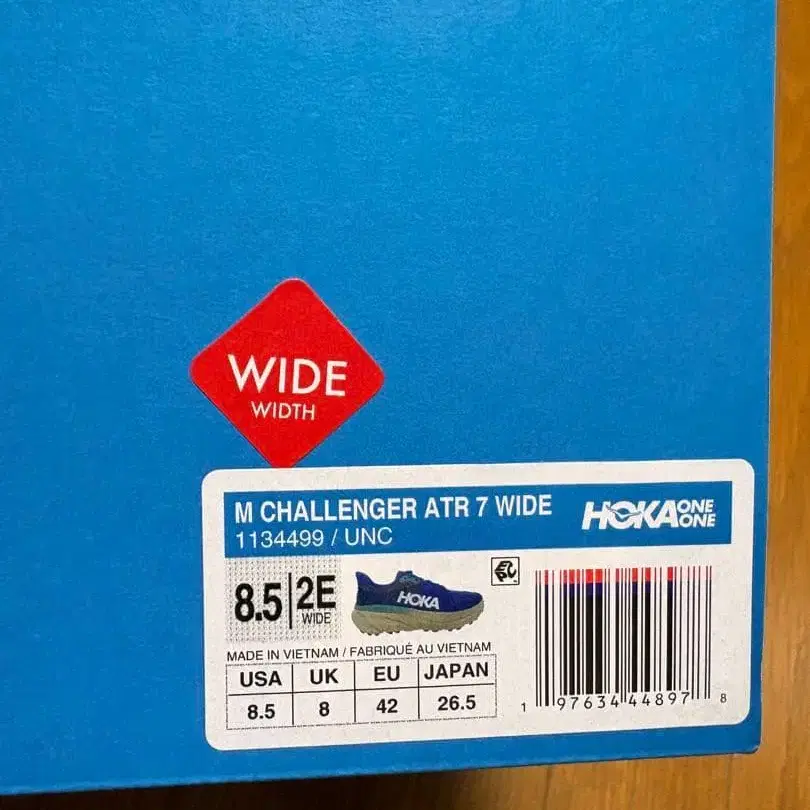 WIDE
WIDTH
M CHALLENGER ATR 7 WIDE
1134499 / UNC
HOKA ONE ONE
8.5 2E
WIDE
HOKA
MADE IN VIETNAM / FABRIQUÉ AU VIETNAM
USA UK EU JAPAN
8.5 8 42 26.5
1 97634 44897 8